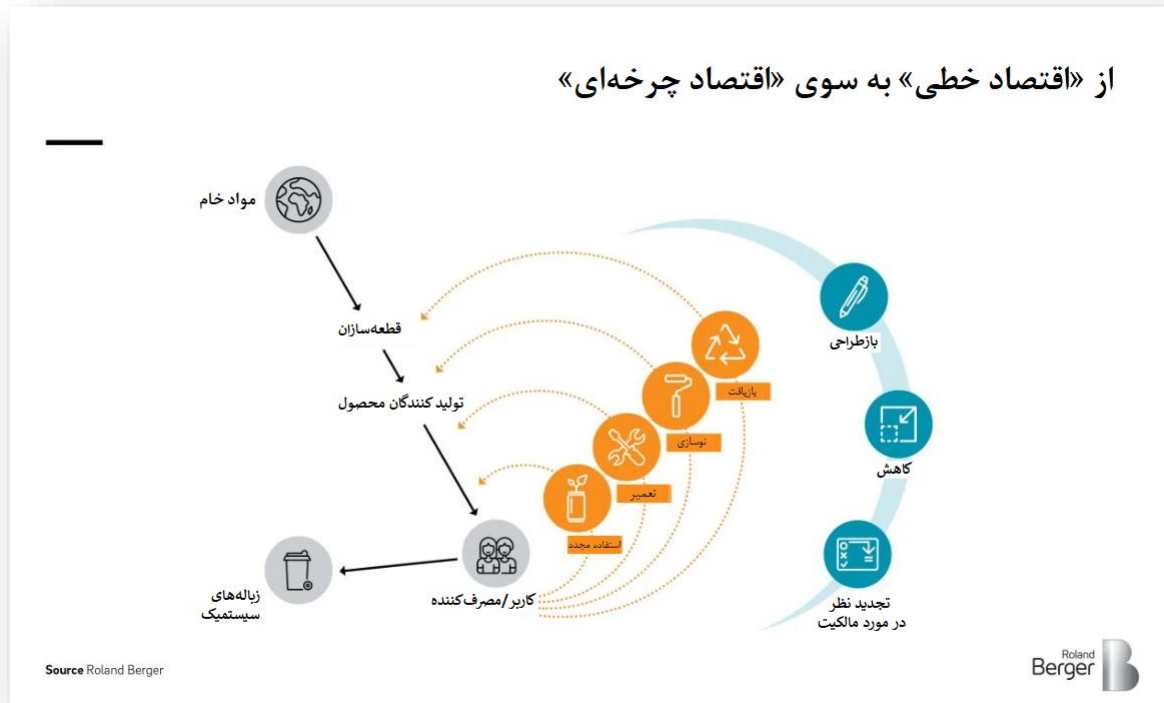 از «اقتصاد خطی» به سوی «اقتصاد چرخه‌ای»
مواد خام
قطعه‌سازان
تولید کنندگان محصول
کاربر/مصرف‌کننده
زباله‌های
سیستمیک
بازیافت
نوسازی
تعمیر
استفاده مجدد
بازطراحی
کاهش
تجدید نظر
در مورد مالکیت
Source Roland Berger
Roland
Berger
B